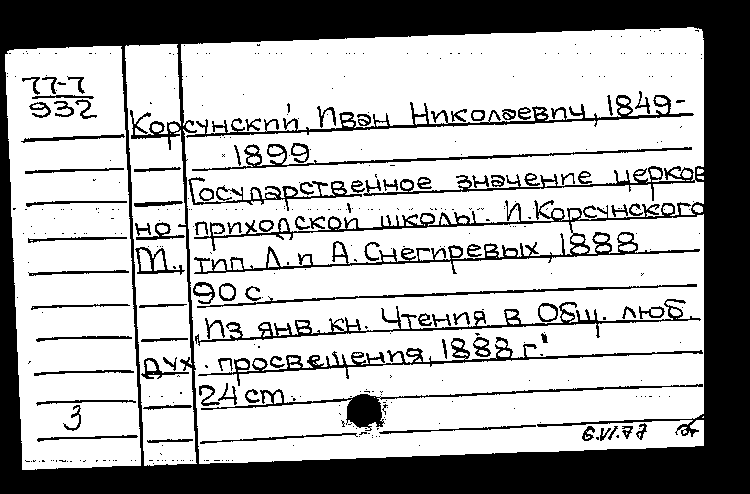 77-7
932
Корсунский, Иван Николаевич, 1849-
1899.
Государственное значение церков
но-приходской школы. И. Корсунского
М., тип. Л. и А. Снегиревых, 1888
90 с.
"Из янв. кн. Чтения в Общ. люб.
дух. просвещения, 1888 г."
24 см.
3
6.VI.77